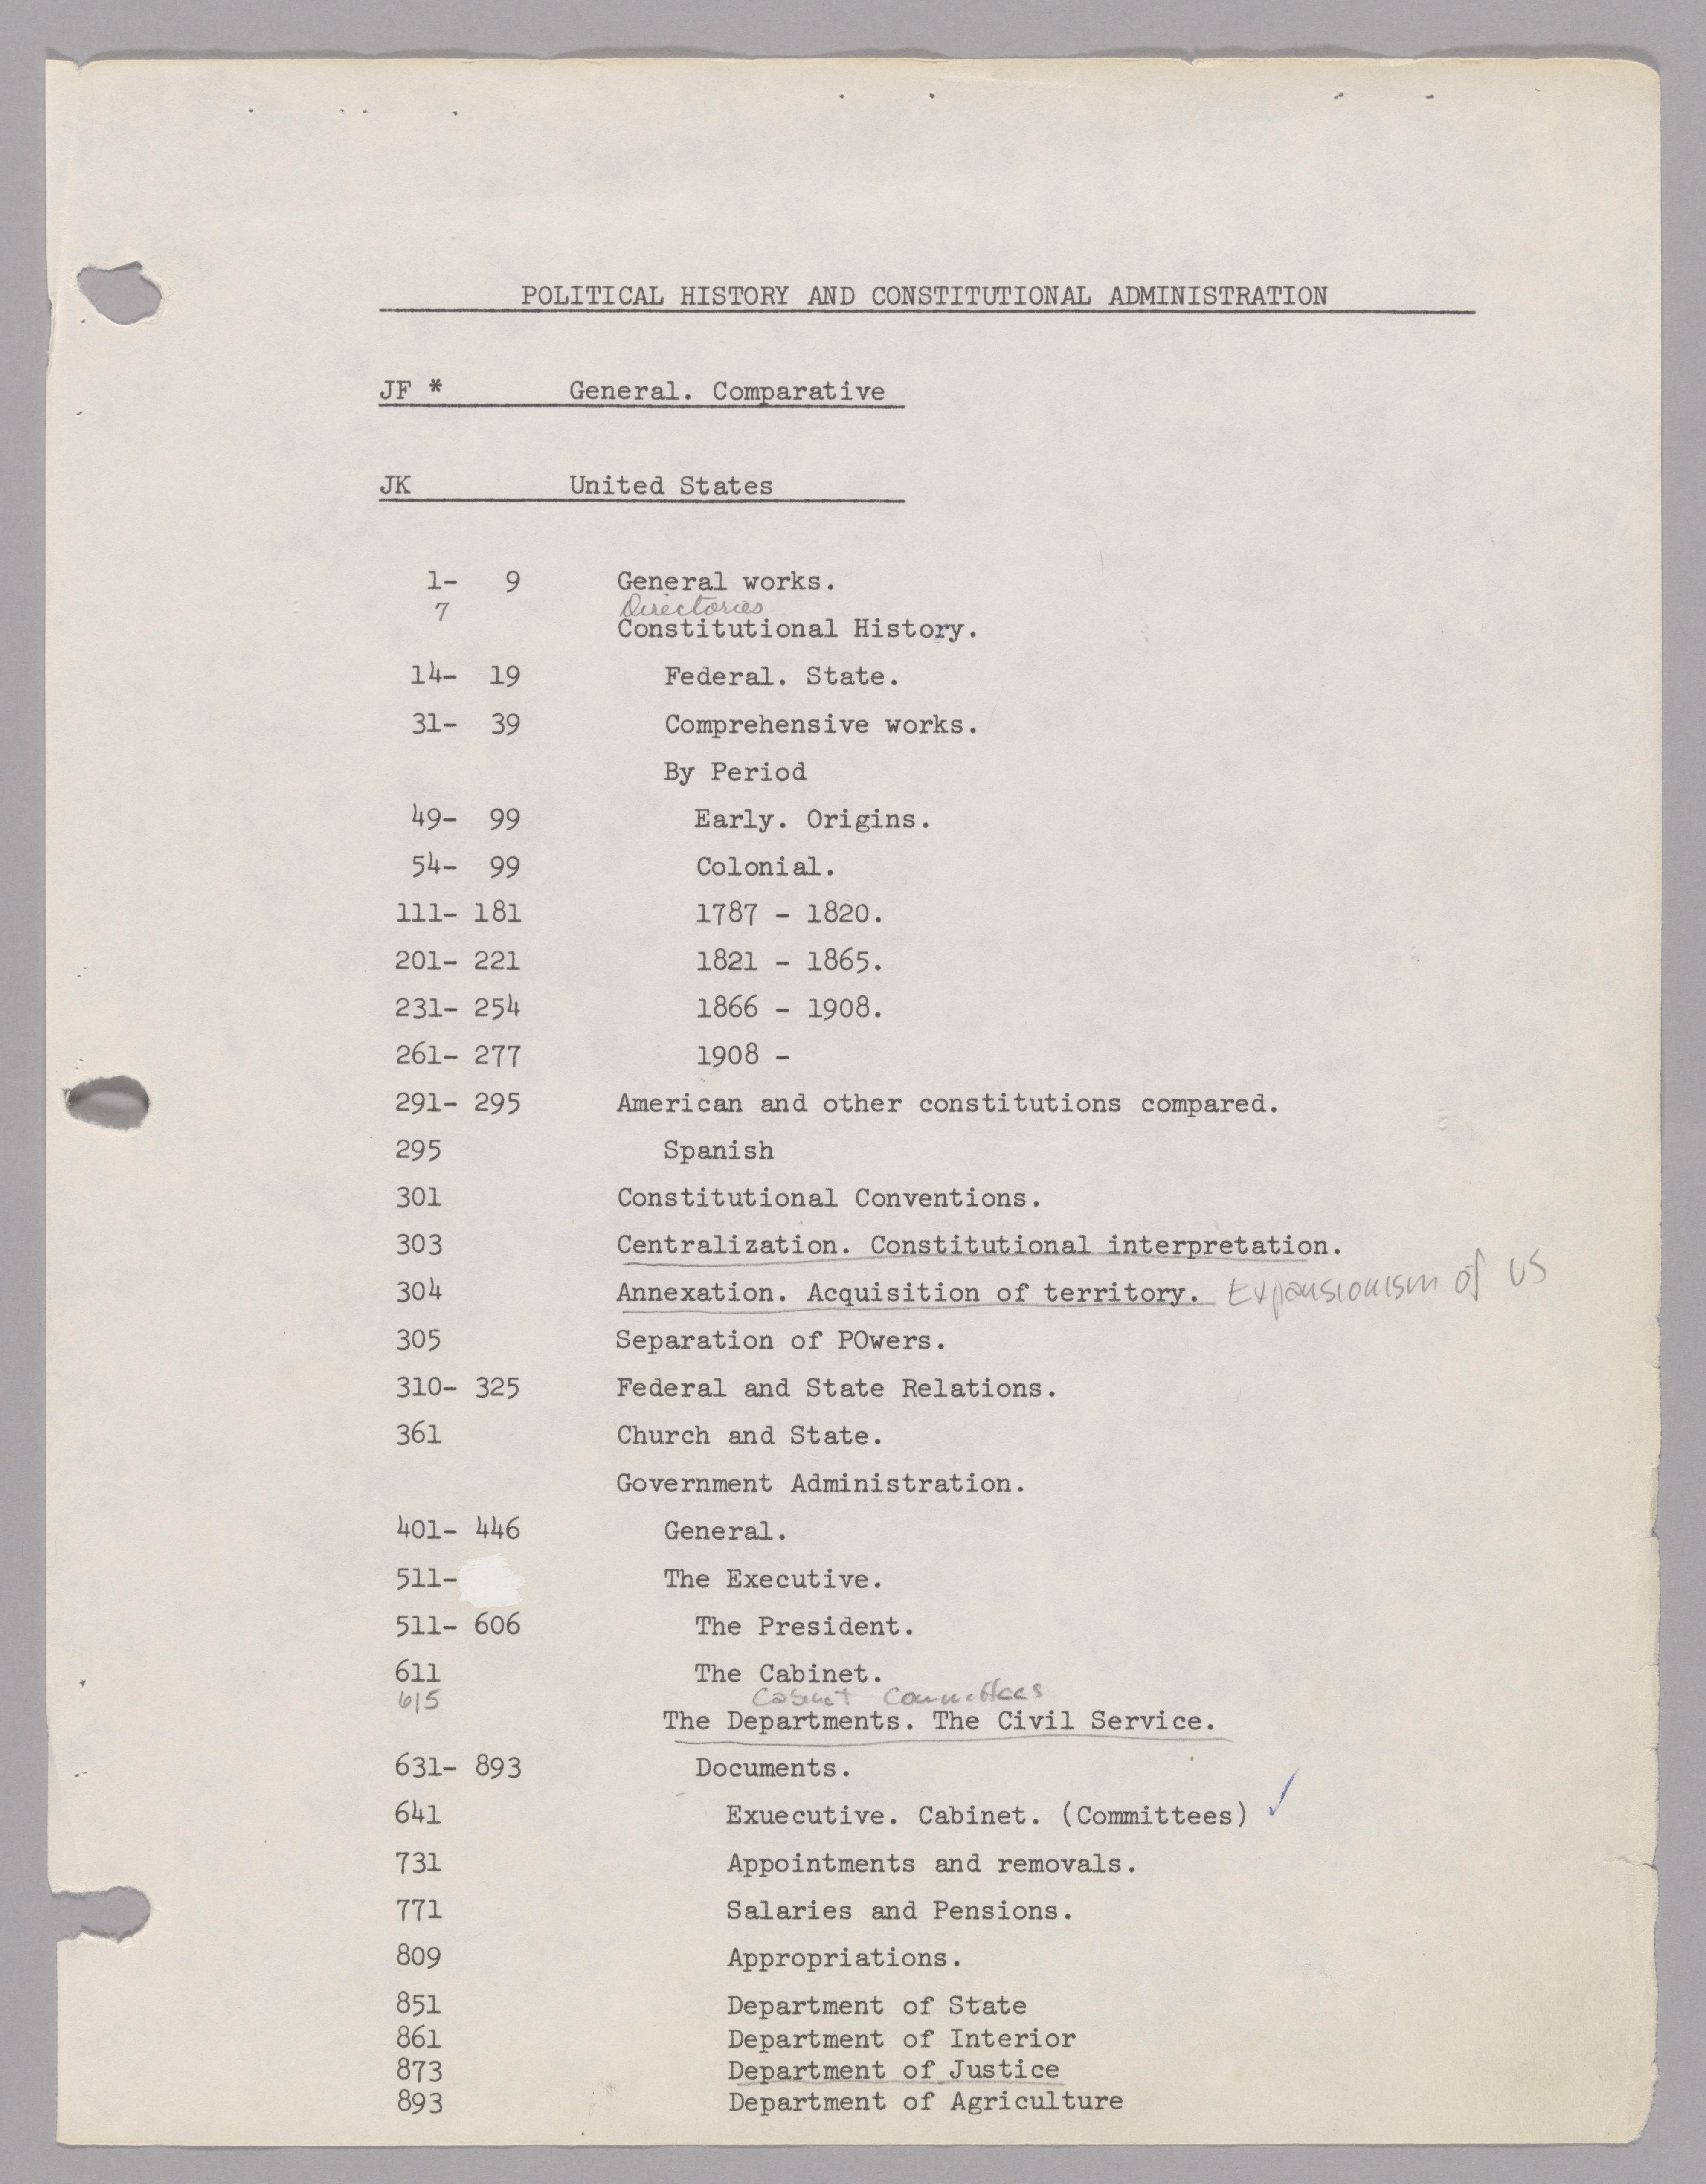 POLITICAL HISTORY AND CONSTITUTIONAL ADMINISTRATION
JF * General. Comparative
JK United States
1- 9 General works.
7 Directories
Constitutional History.
14- 19 Federal. State.
31- 39 Comprehensive works.
By Period
49- 99 Early. Origins.
54- 99 Colonial.
111- 181 1787 - 1820.
201- 221 1821 - 1865.
231- 254 1866 - 1908.
261- 277 1908 -
291- 295 American and other constitutions compared.
295 Spanish
301 Constitutional Conventions.
303 Centralization. Constitutional interpretation.
304 Annexation. Acquisition of territory. Expansionism of US
305 Separation of POwers.
310- 325 Federal and State Relations.
361 Church and State.
Government Administration.
401- 446 General.
511- The Executive.
511- 606 The President.
611 The Cabinet.
615 Cabinet Committees
The Departments. The Civil Service.
631- 893 Documents.
641 Exuecutive. Cabinet. (Committees) ✓
731 Appointments and removals.
771 Salaries and Pensions.
809 Appropriations.
851 Department of State
861 Department of Interior
873 Department of Justice
893 Department of Agriculture